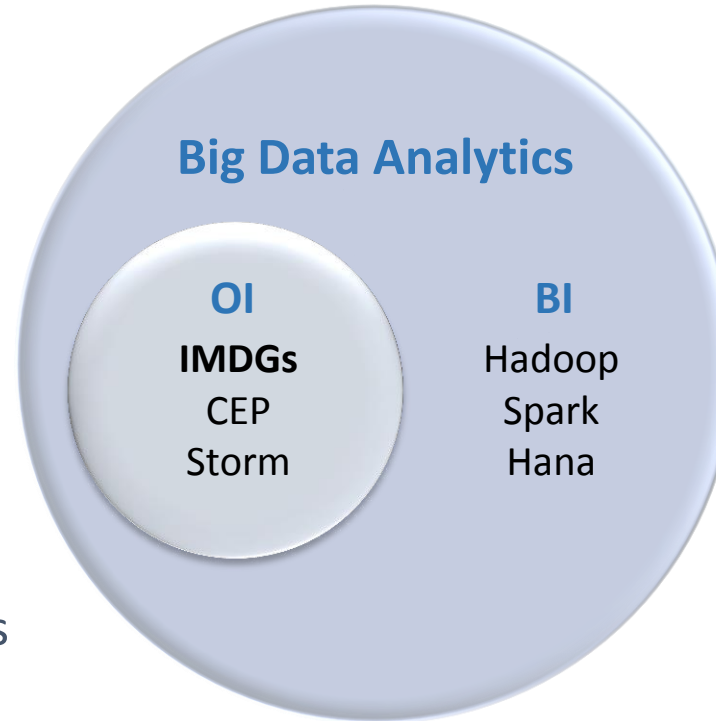 Big Data Analytics
OI
IMDGs
CEP
Storm
BI
Hadoop
Spark
Hana
s